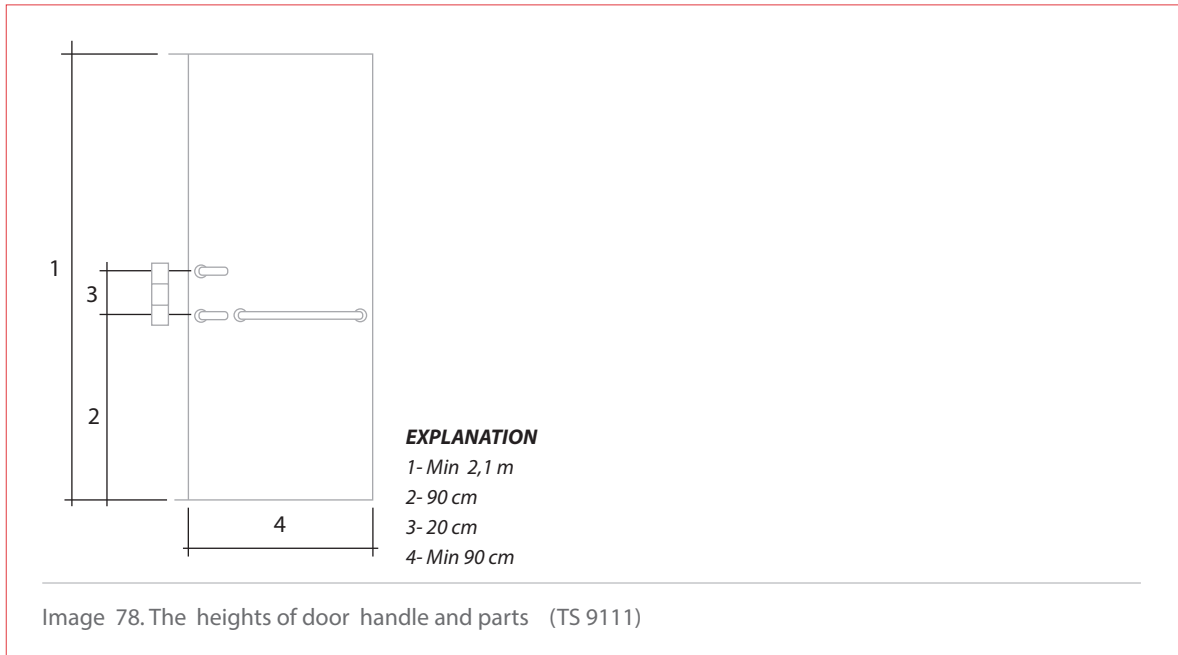 1
3
2
4
EXPLANATION
1- Min 2,1 m
2- 90 cm
3- 20 cm
4- Min 90 cm
Image 78. The heights of door handle and parts (TS 9111)